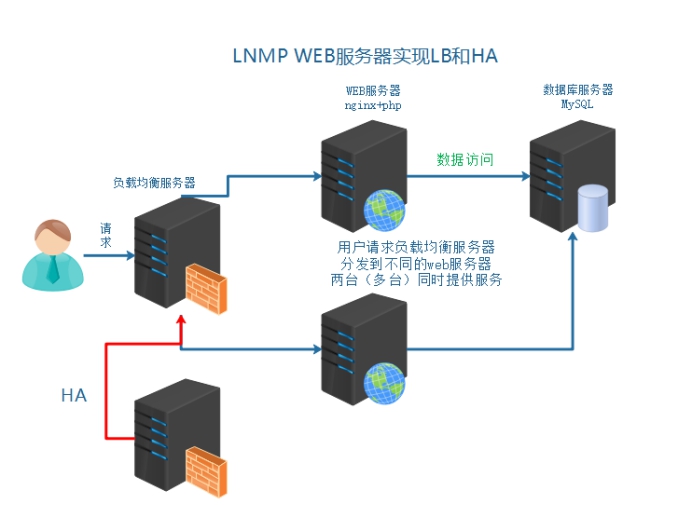 LNMP WEB服务器实现LB和HA
WEB服务器
nginx+php
数据库服务器
MySQL
数据访问
负载均衡服务器
请
求
用户请求负载均衡服务器
分发到不同的web服务器
两台（多台）同时提供服务
HA